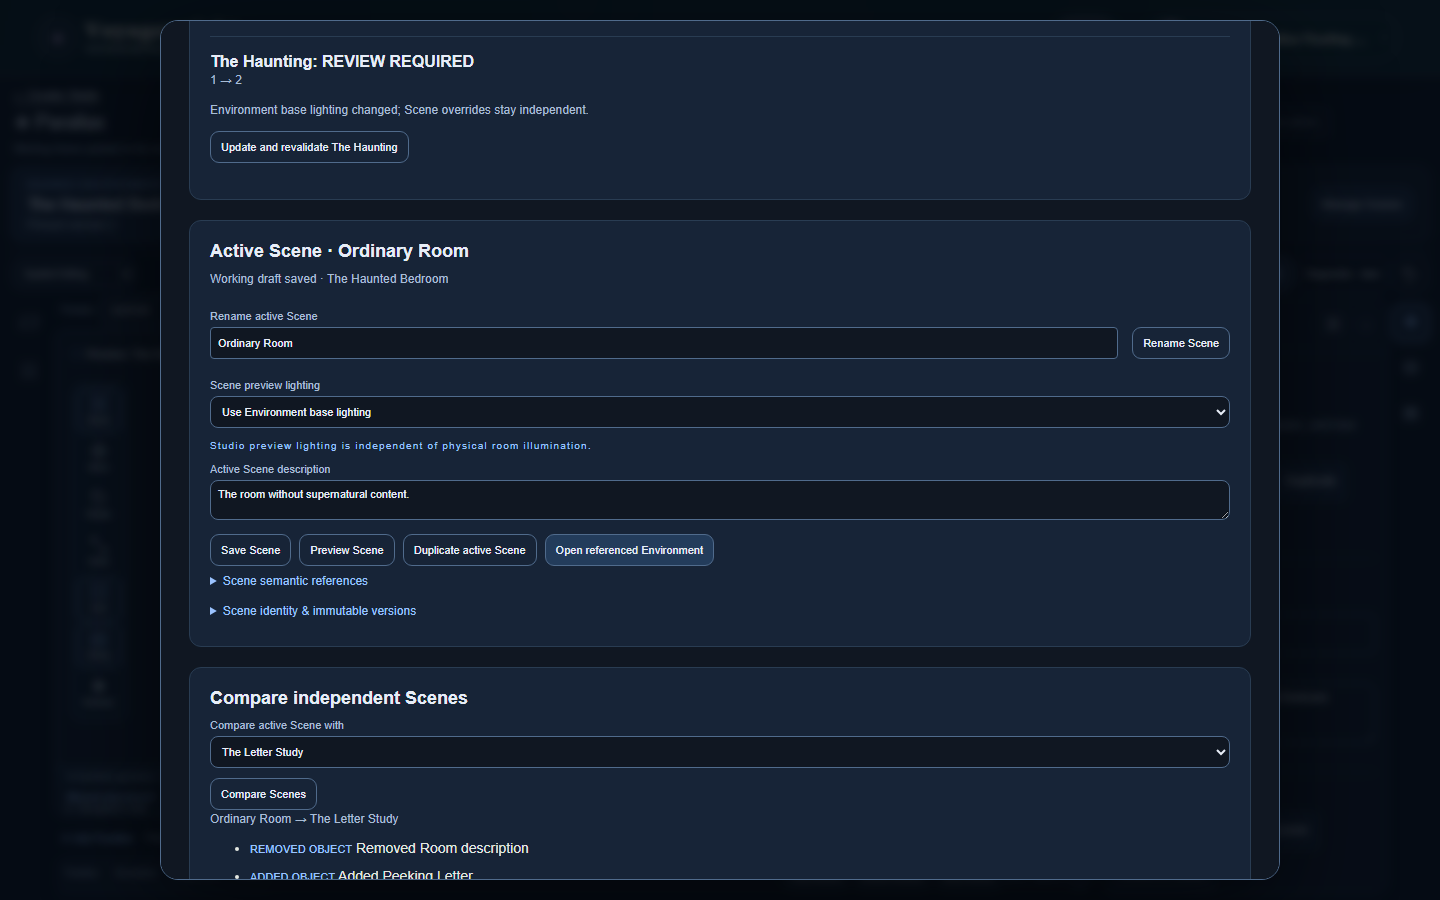 The Haunting: REVIEW REQUIRED
1 → 2
Environment base lighting changed; Scene overrides stay independent.
Update and revalidate The Haunting
Active Scene · Ordinary Room
Working draft saved · The Haunted Bedroom
Rename active Scene
Ordinary Room
Rename Scene
Scene preview lighting
Use Environment base lighting
Studio preview lighting is independent of physical room illumination.
Active Scene description
The room without supernatural content.
Save Scene Preview Scene Duplicate active Scene Open referenced Environment
▶ Scene semantic references
▶ Scene identity & immutable versions
Compare independent Scenes
Compare active Scene with
The Letter Study
Compare Scenes
Ordinary Room → The Letter Study
• REMOVED OBJECT Removed Room description
• ADDED OBJECT Added Peeking Letter